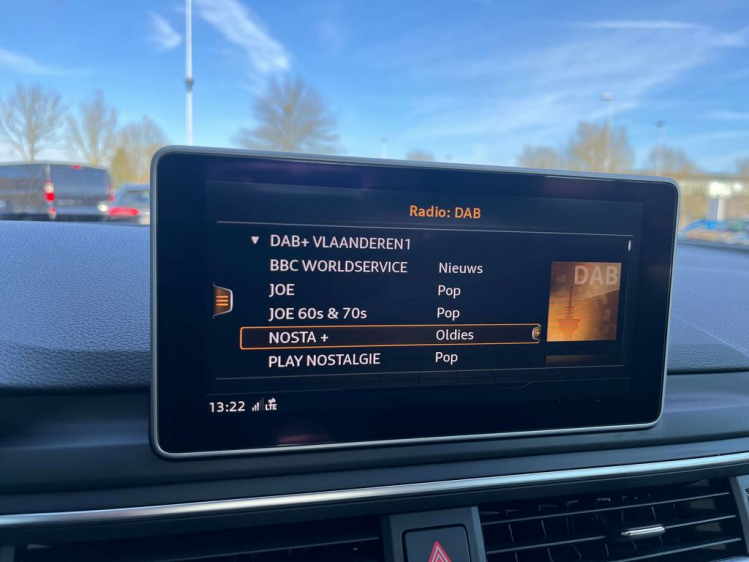 Radio: DAB
▼ DAB+ VLAANDEREN1
BBC WORLDSERVICE Nieuws
JOE Pop
JOE 60s & 70s Pop
NOSTA + Oldies
PLAY NOSTALGIE Pop
DAB
13:22 LTE